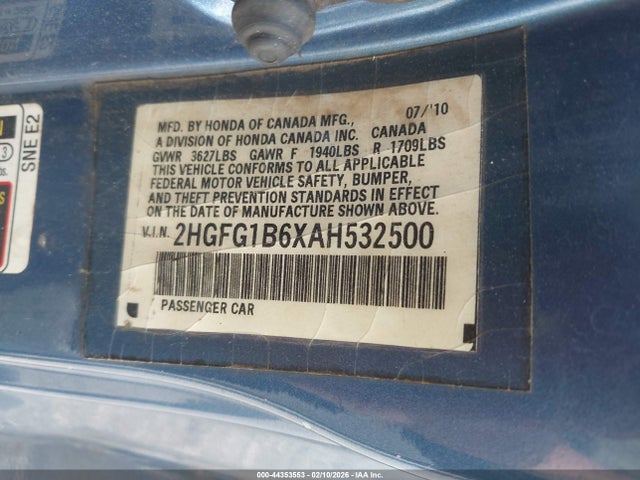 07/'10
MFD. BY HONDA OF CANADA MFG.,
A DIVISION OF HONDA CANADA INC. CANADA
GVWR 3627LBS GAWR F 1940LBS R 1709LBS
THIS VEHICLE CONFORMS TO ALL APPLICABLE
FEDERAL MOTOR VEHICLE SAFETY, BUMPER,
AND THEFT PREVENTION STANDARDS IN EFFECT
ON THE DATE OF MANUFACTURE SHOWN ABOVE.
V.I.N. 2HGFG1B6XAH532500
PASSENGER CAR
SNE E2
000-44353553 - 02/10/2026 - IAA Inc.